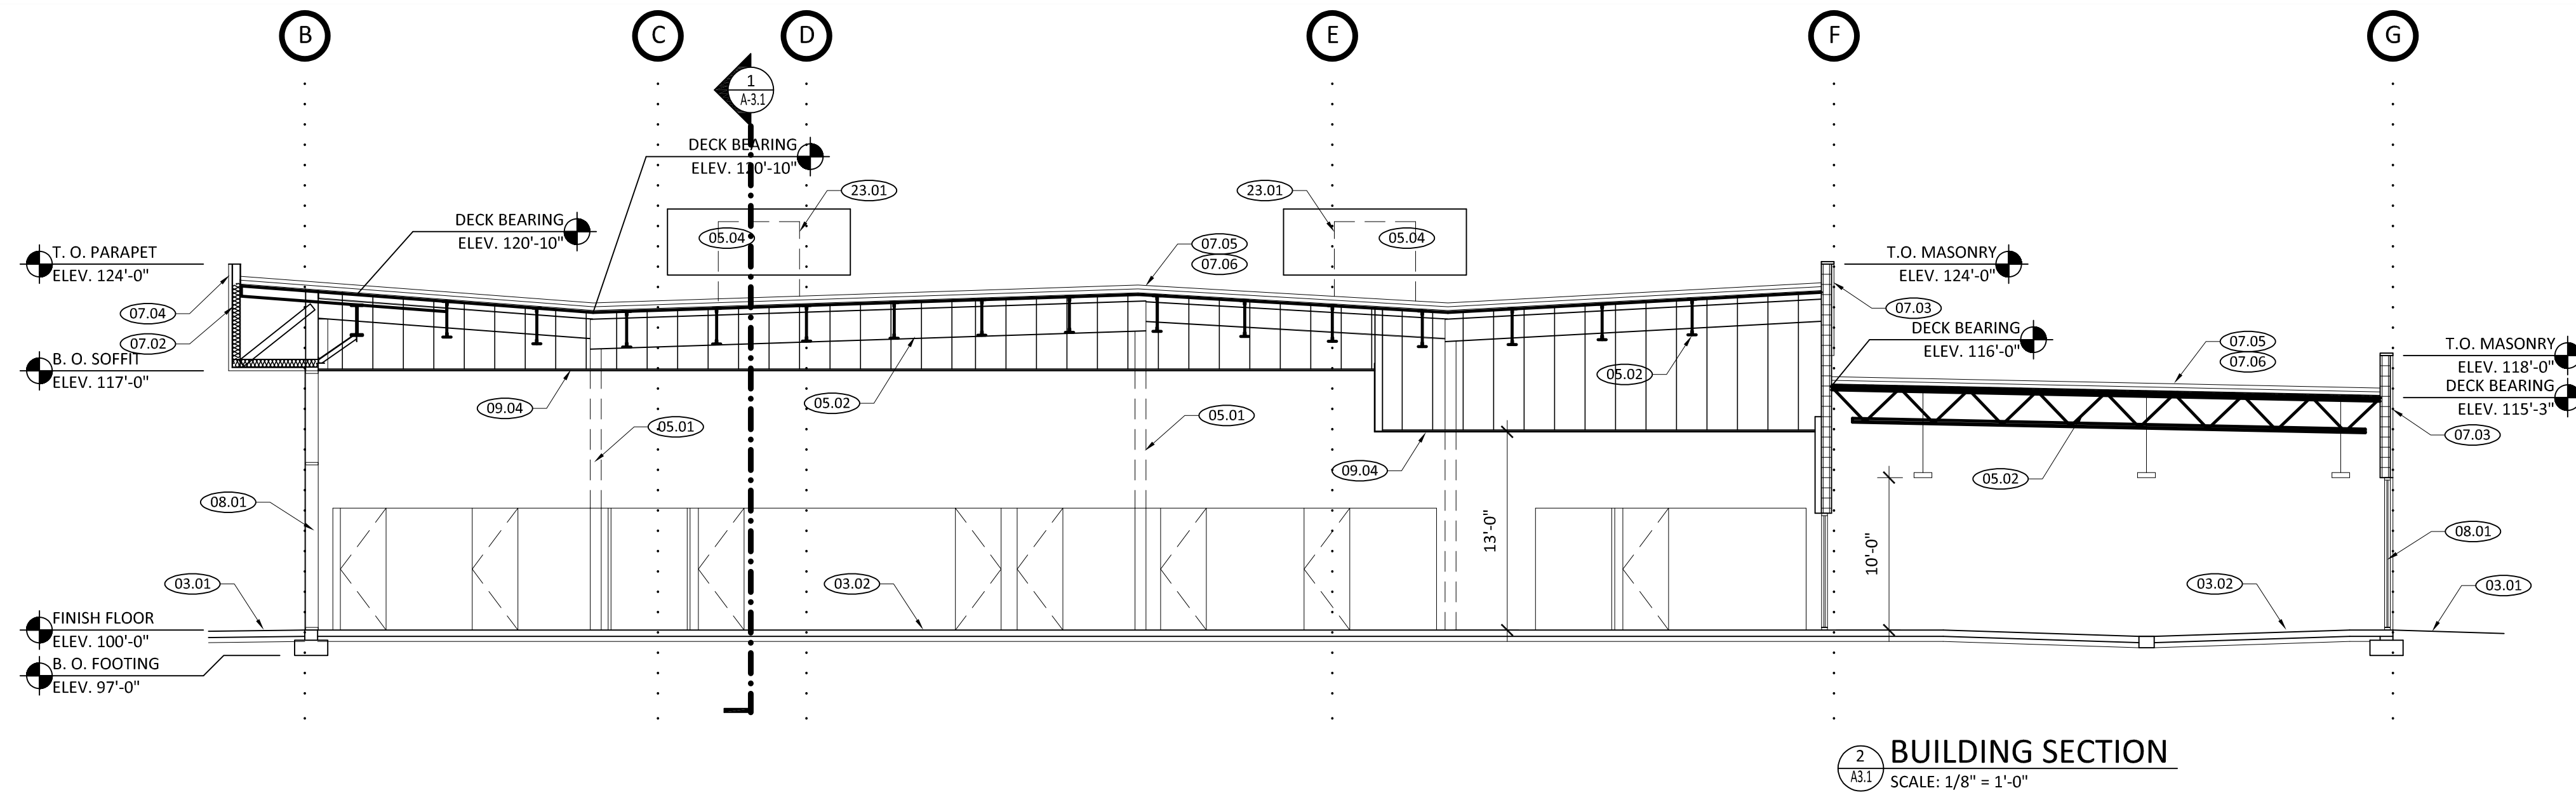 B
C
D
E
F
G
1
A-3.1
DECK BEARING
ELEV. 120'-10"
23.01
23.01
DECK BEARING
ELEV. 120'-10"
05.04
05.04
07.05
07.06
T. O. PARAPET
ELEV. 124'-0"
T.O. MASONRY
ELEV. 124'-0"
07.04
07.03
07.02
DECK BEARING
ELEV. 116'-0"
07.05
07.06
B. O. SOFFIT
ELEV. 117'-0"
T.O. MASONRY
ELEV. 118'-0"
DECK BEARING
ELEV. 115'-3"
05.02
09.04
05.02
05.01
05.01
07.03
09.04
05.02
08.01
13'-0"
10'-0"
08.01
03.01
03.02
03.02
03.01
FINISH FLOOR
ELEV. 100'-0"
B. O. FOOTING
ELEV. 97'-0"
2
A3.1
BUILDING SECTION
SCALE: 1/8" = 1'-0"